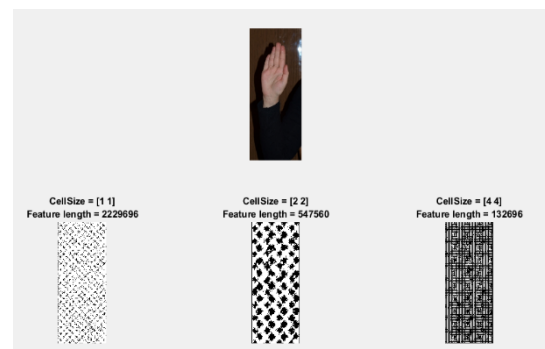 CellSize = [1 1]
Feature length = 2229696
CellSize = [2 2]
Feature length = 547560
CellSize = [4 4]
Feature length = 132696